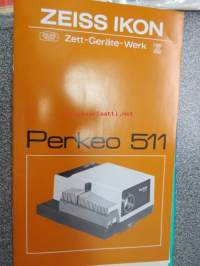 ZEISS IKON
Zett-Geräte-Werk
Perkeo 511